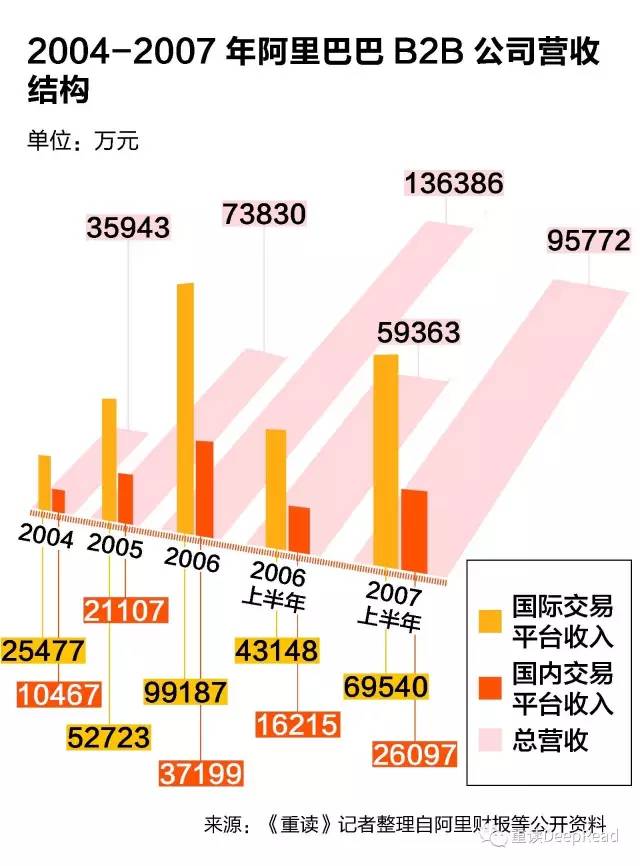 2004-2007 年阿里巴巴 B2B 公司营收
结构
单位：万元
136386
73830
35943
95772
59363
2004
2005
2006
2006
上半年
2007
上半年
21107
25477
43148
10467
99187
69540
52723
16215
37199
26097
国际交易
平台收入
国内交易
平台收入
总营收
来源：《重读》记者整理自阿里财报等公开资料
重读DeepRead